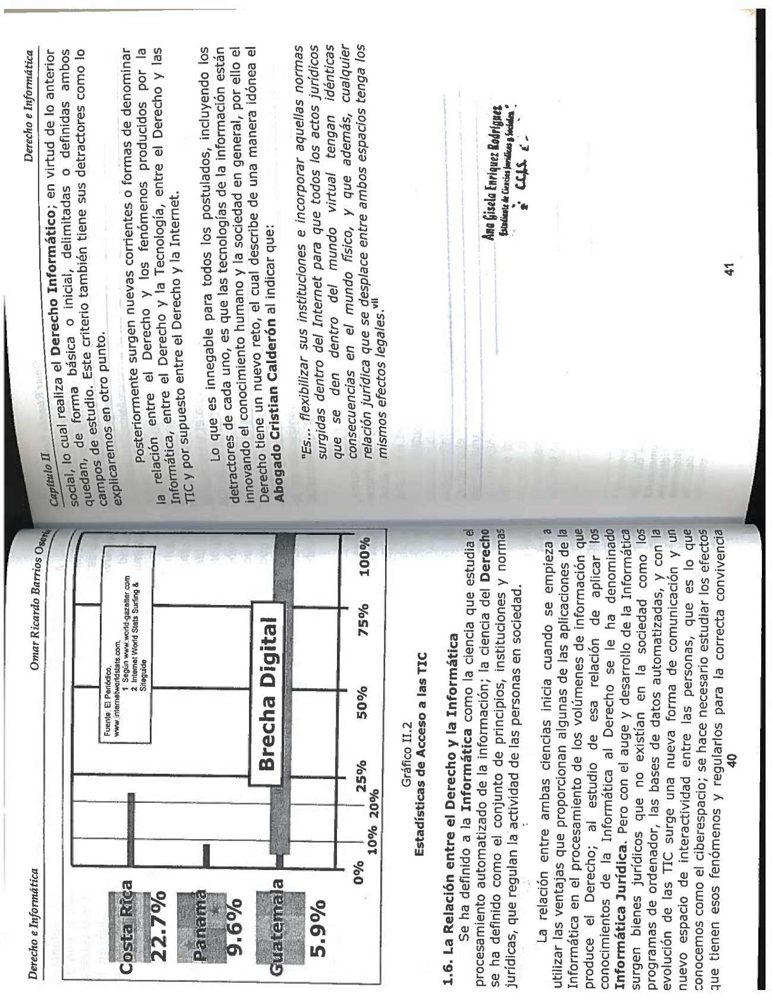 Derecho e Informática
Omar Ricardo Barrios Osorio
Costa Rica
22.7%
Panamá
9.6%
Guatemala
5.9%
Fuente: El Periódico,
www.internetworldstats.com.
1 Según www.world-gazetter.com
2 Internet World Stats Surfing &
Siteguide
Brecha Digital
0%
10%
20%
25%
50%
75%
100%
Gráfico II.2
Estadísticas de Acceso a las TIC
1.6. La Relación entre el Derecho y la Informática
Se ha definido a la Informática como la ciencia que estudia el
procesamiento automatizado de la información; la ciencia del Derecho
se ha definido como el conjunto de principios, instituciones y normas
jurídicas, que regulan la actividad de las personas en sociedad.
La relación entre ambas ciencias inicia cuando se empieza a
utilizar las ventajas que proporcionan algunas de las aplicaciones de la
Informática en el procesamiento de los volúmenes de información que
produce el Derecho; al estudio de esa relación de aplicar los
conocimientos de la Informática al Derecho se le ha denominado
Informática Jurídica. Pero con el auge y desarrollo de la Informática
surgen bienes jurídicos que no existían en la sociedad como los
programas de ordenador, las bases de datos automatizadas, y con la
evolución de las TIC surge una nueva forma de comunicación y un
nuevo espacio de interactividad entre las personas, que es lo que
conocemos como el ciberespacio; se hace necesario estudiar los efectos
que tienen esos fenómenos y regularlos para la correcta convivencia
40
Capítulo II
Derecho e Informática
social, lo cual realiza el Derecho Informático; en virtud de lo anterior
quedan, de forma básica o inicial, delimitadas o definidas ambos
campos de estudio. Este criterio también tiene sus detractores como lo
explicaremos en otro punto.
Posteriormente surgen nuevas corrientes o formas de denominar
la relación entre el Derecho y los fenómenos producidos por la
Informática, entre el Derecho y la Tecnología, entre el Derecho y las
TIC y por supuesto entre el Derecho y la Internet.
Lo que es innegable para todos los postulados, incluyendo los
detractores de cada uno, es que las tecnologías de la información están
innovando el conocimiento humano y la sociedad en general, por ello el
Derecho tiene un nuevo reto, el cual describe de una manera idónea el
Abogado Cristian Calderón al indicar que:
"Es... flexibilizar sus instituciones e incorporar aquellas normas
surgidas dentro del Internet para que todos los actos jurídicos
que se den dentro del mundo virtual tengan idénticas
consecuencias en el mundo físico, y que además, cualquier
relación jurídica que se desplace entre ambos espacios tenga los
mismos efectos legales.vii
Ana Gisela Enriquez Rodríguez
Estudiante de Ciencias Jurídicas y Sociales
41